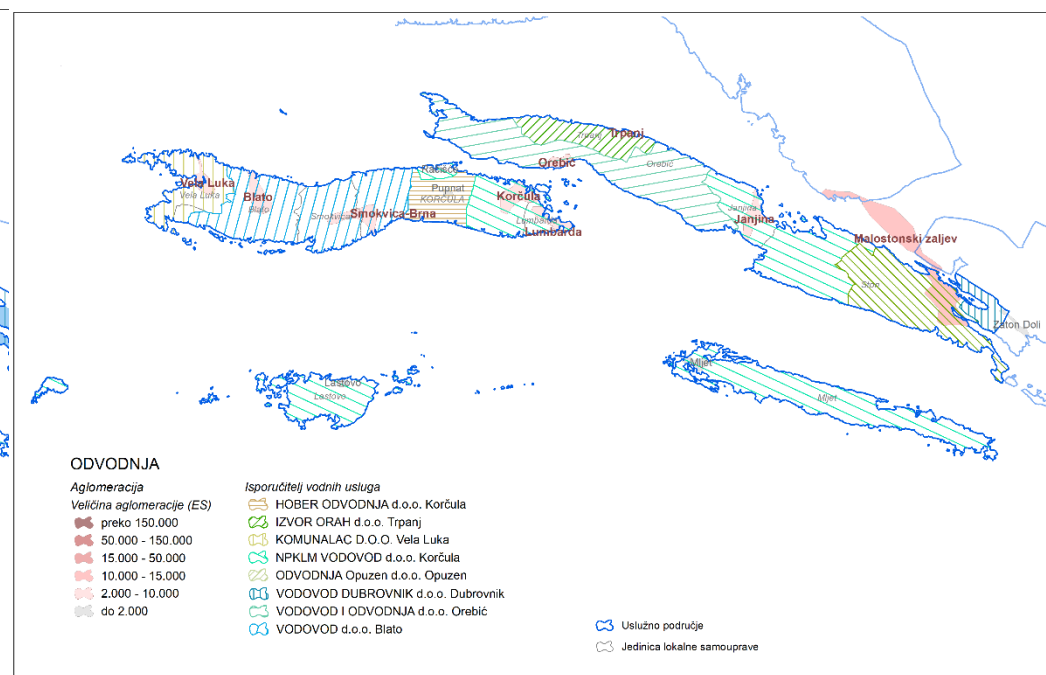 Trpanj
Trpanj
Orebić
Orebić
Račišće
Vela Luka
Vela Luka
Blato
Blato
Pupnat
KORČULA
Korčula
Smokvica
Smokvica-Brna
Lumbarda
Lumbarda
Janjina
Janjina
Malostonski zaljev
Ston
Zaton Doli
Mljet
Mljet
Lastovo
Lastovo
ODVODNJA
Aglomeracija
Veličina aglomeracije (ES)
preko 150.000
50.000 - 150.000
15.000 - 50.000
10.000 - 15.000
2.000 - 10.000
do 2.000
Isporučitelj vodnih usluga
HOBER ODVODNJA d.o.o. Korčula
IZVOR ORAH d.o.o. Trpanj
KOMUNALAC D.O.O. Vela Luka
NPKLM VODOVOD d.o.o. Korčula
ODVODNJA Opuzen d.o.o. Opuzen
VODOVOD DUBROVNIK d.o.o. Dubrovnik
VODOVOD I ODVODNJA d.o.o. Orebić
VODOVOD d.o.o. Blato
Uslužno područje
Jedinica lokalne samouprave